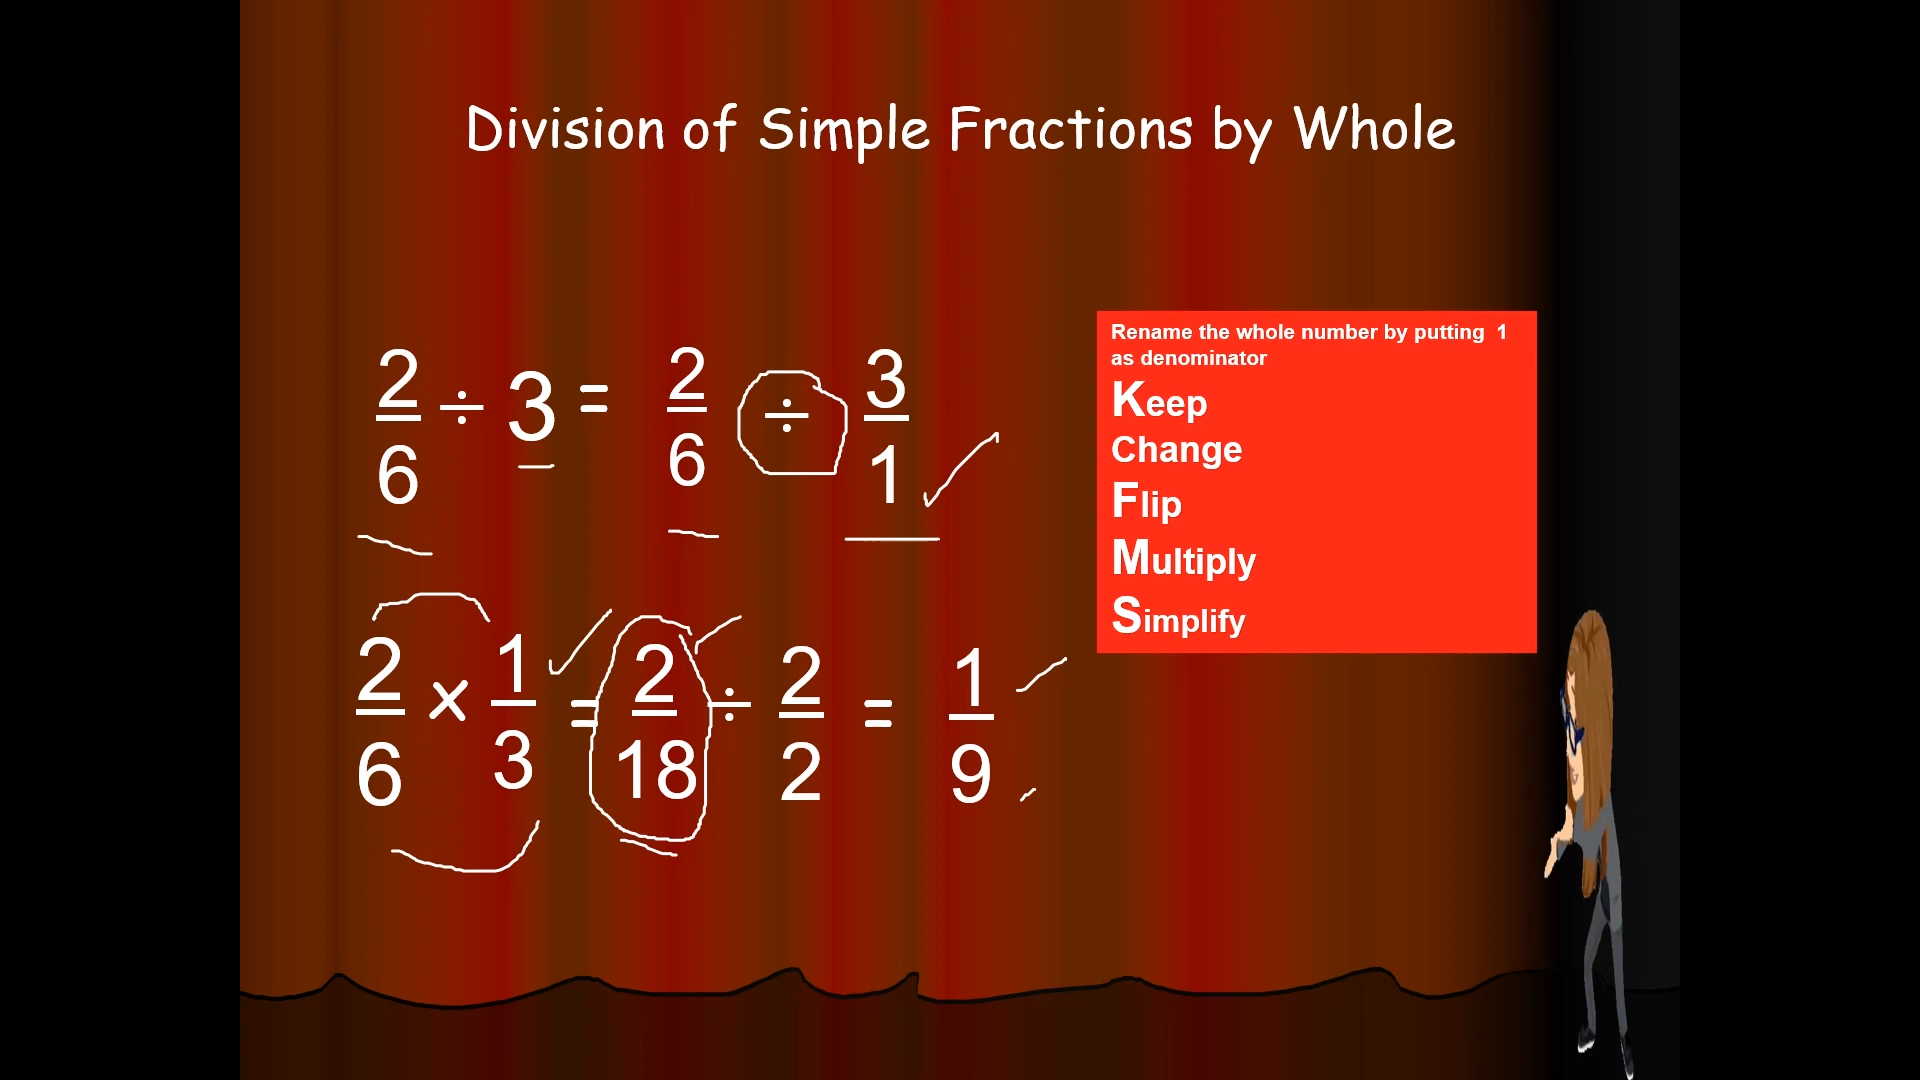 Division of Simple Fractions by Whole
2/6 ÷ 3 = 2/6 ÷ 3/1
2/6 × 1/3 = 2/18 ÷ 2/2 = 1/9
Rename the whole number by putting 1
as denominator
Keep
Change
Flip
Multiply
Simplify